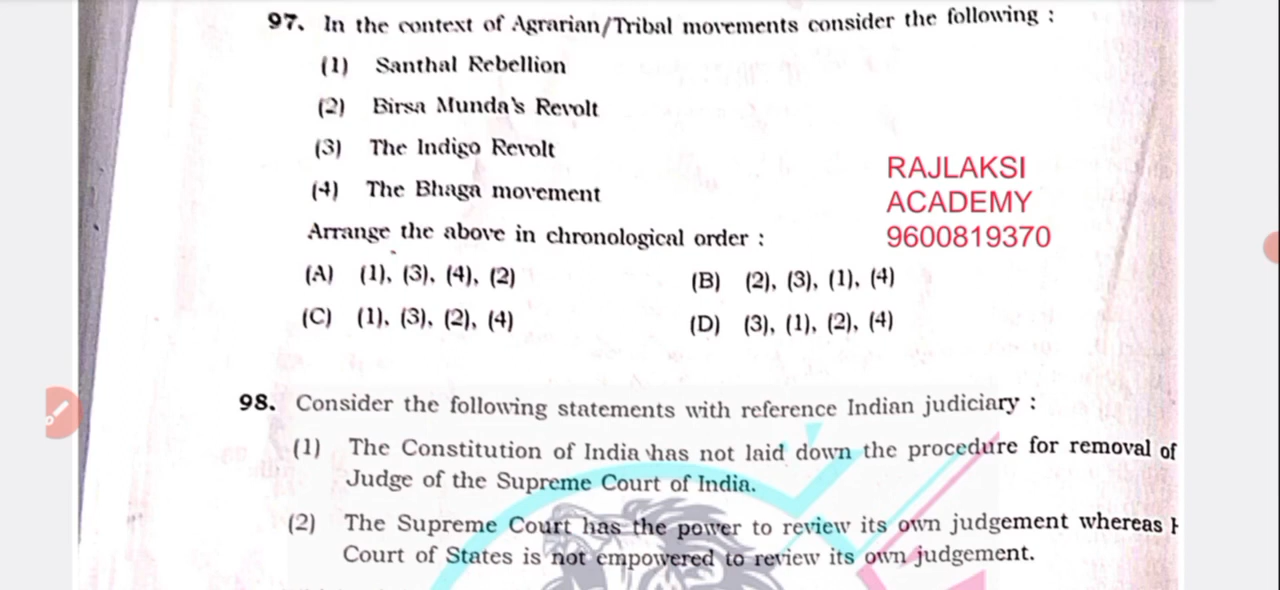 97. In the context of Agrarian/Tribal movements consider the following :
(1) Santhal Rebellion
(2) Birsa Munda's Revolt
(3) The Indigo Revolt
(4) The Bhaga movement
RAJLAKSI
ACADEMY
9600819370
Arrange the above in chronological order :
(A) (1), (3), (4), (2)
(B) (2), (3), (1), (4)
(C) (1), (3), (2), (4)
(D) (3), (1), (2), (4)
98. Consider the following statements with reference Indian judiciary :
(1) The Constitution of India has not laid down the procedure for removal of
Judge of the Supreme Court of India.
(2) The Supreme Court has the power to review its own judgement whereas
Court of States is not empowered to review its own judgement.